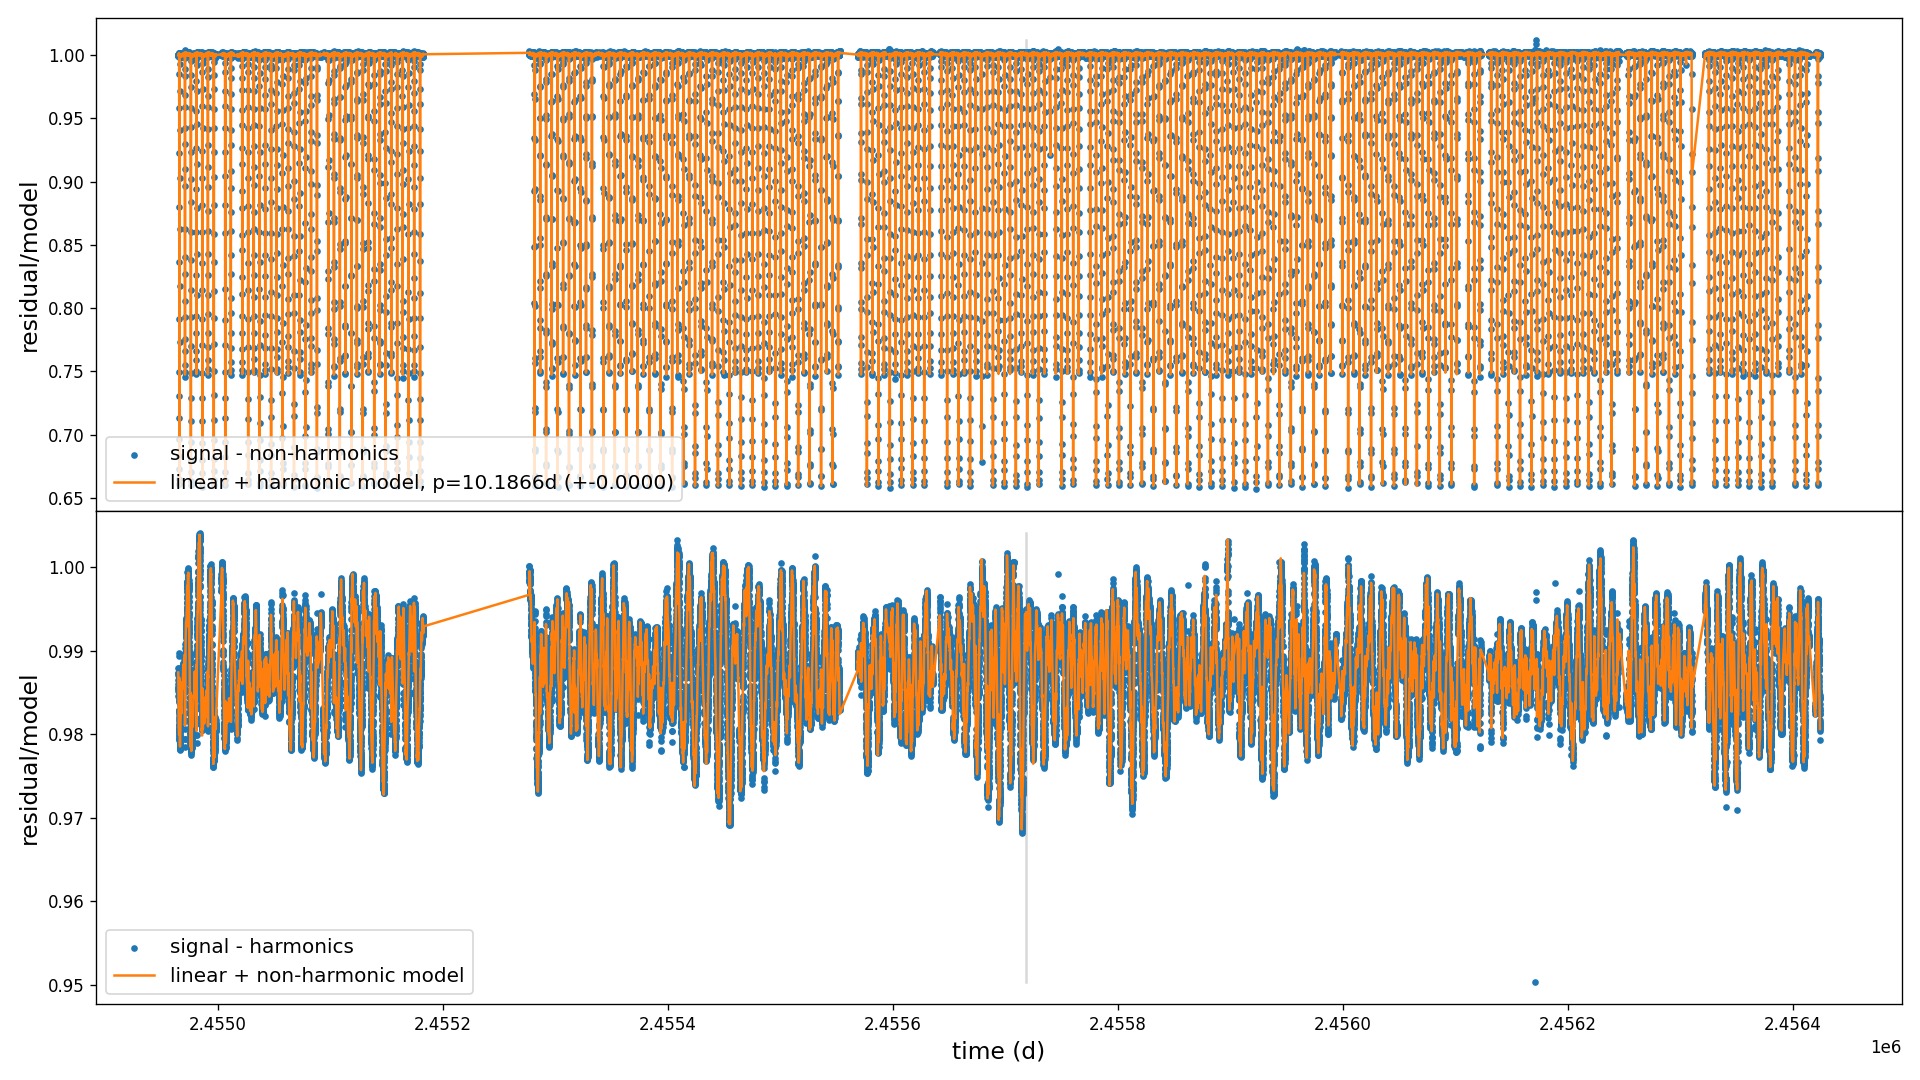 1.00
0.95
0.90
0.85
0.80
0.75
0.70
0.65
residual/model
signal - non-harmonics
linear + harmonic model, p=10.1866d (+-0.0000)
1.00
0.99
0.98
0.97
0.96
0.95
residual/model
signal - harmonics
linear + non-harmonic model
2.4550 2.4552 2.4554 2.4556 2.4558 2.4560 2.4562 2.4564
1e6
time (d)